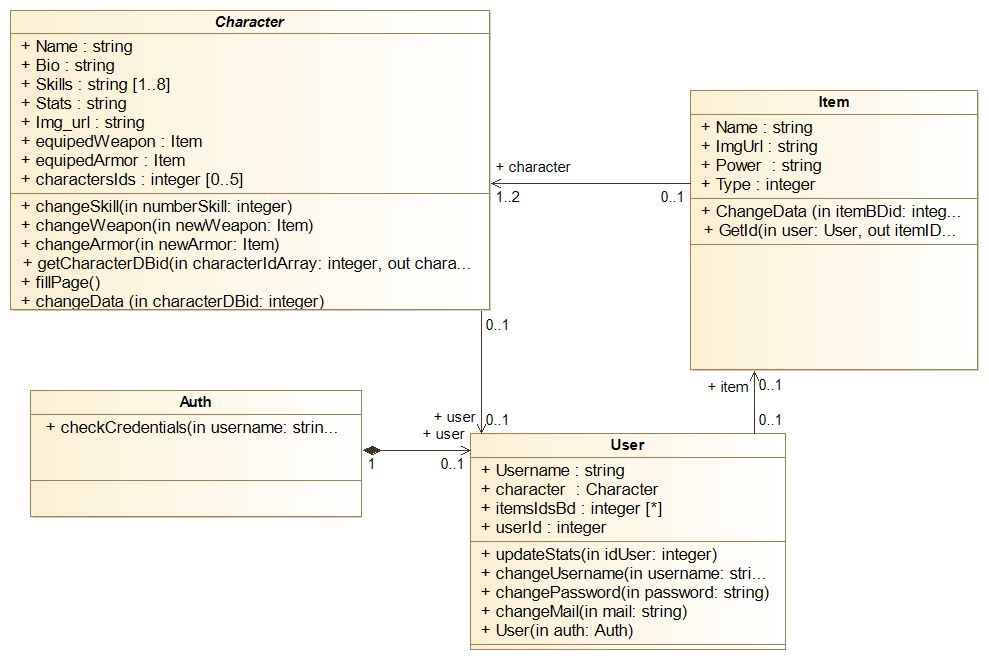 Character
+ Name : string
+ Bio : string
+ Skills : string [1..8]
+ Stats : string
+ Img_url : string
+ equipedWeapon : Item
+ equipedArmor : Item
+ charactersIds : integer [0..5]
+ changeSkill(in numberSkill: integer)
+ changeWeapon(in newWeapon: Item)
+ changeArmor(in newArmor: Item)
+ getCharacterDBid(in characterIdArray: integer, out chara...
+ fillPage()
+ changeData (in characterDBid: integer)
Item
+ Name : string
+ ImgUrl : string
+ Power : string
+ Type : integer
+ ChangeData (in itemBDid: integ...
+ GetId(in user: User, out itemID...
+ character
1..2
0..1
0..1
+ user
0..1
+ item
0..1
0..1
Auth
+ checkCredentials(in username: strin...
1
+ user
0..1
User
+ Username : string
+ character : Character
+ itemsIdsBd : integer [*]
+ userId : integer
+ updateStats(in idUser: integer)
+ changeUsername(in username: stri...
+ changePassword(in password: string)
+ changeMail(in mail: string)
+ User(in auth: Auth)